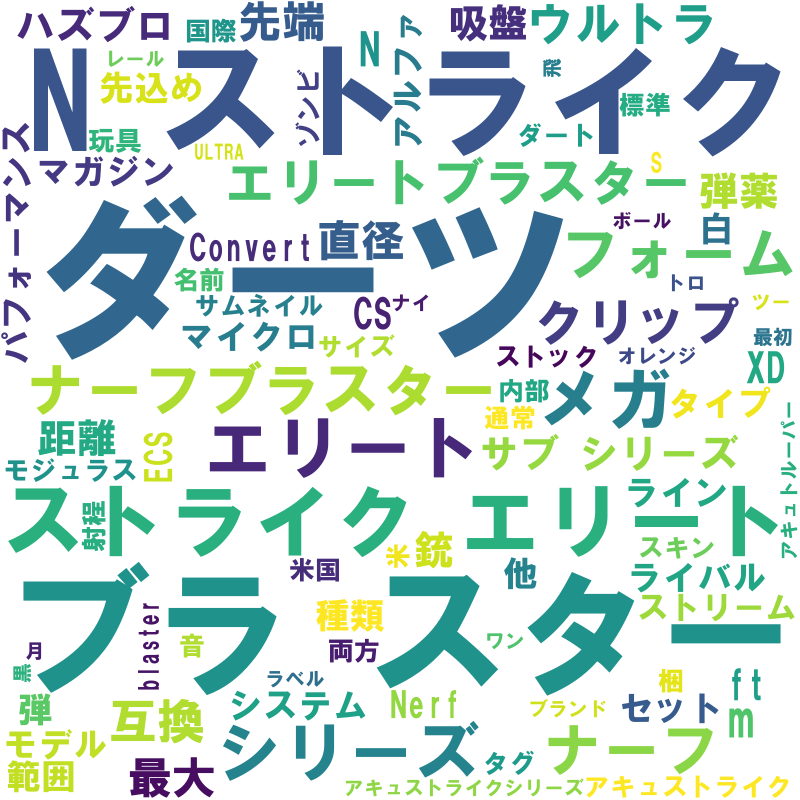 ハズブロ
国際
先端
吸盤
ウルトラ
レール
先込め
N
アルファ
飛
N ストライク
ゾンビ
標準
玩具
ULTRA
ダート
S
パフォーマンス
マガジン
エリートブラスター
弾薬
ダーツ
Convert
直径
ボール
白
フォーム
名前
トロ
サムネイル
CS
ナイ
クリップ
ツー
マイクロ
サイズ
最初
ストック
オレンジ
XD
ナーフブラスター
内部
メガ
タイプ
通常
距離
エリート
サブ シリーズ
モジュラス
ECS
アキュトルーパー
ストライク エリート
ライン
射程
米
銃
スキン
米国
他
ライバル
ブラスター
種類
ストリーム
blaster
音
両方
ワン
月
黒
ラベル
梱
ft
弾
システム
Nerf
ブランド
セット
m
互換
モデル
シリーズ
ナーフ
範囲
最大
タグ
アキュストライクシリーズ
アキュストライク